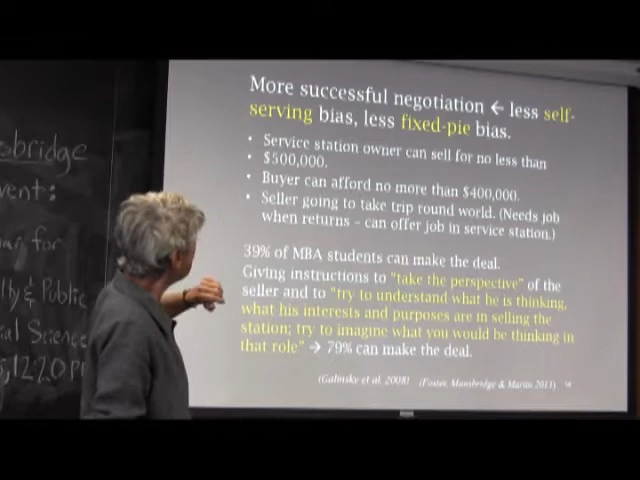 More successful negotiation ← less self-
serving bias, less fixed-pie bias.
• Service station owner can sell for no less than
• $500,000.
• Buyer can afford no more than $400,000.
• Seller going to take trip round world. (Needs job
when returns – can offer job in service station.)
39% of MBA students can make the deal.
Giving instructions to "take the perspective" of the
seller and to "try to understand what he is thinking,
what his interests and purposes are in selling the
station; try to imagine what you would be thinking in
that role" → 79% can make the deal.
(Galinsky et al. 2008) (Foster, Mansbridge & Martin 2013)
bridge
vent:
for
& Public
Science